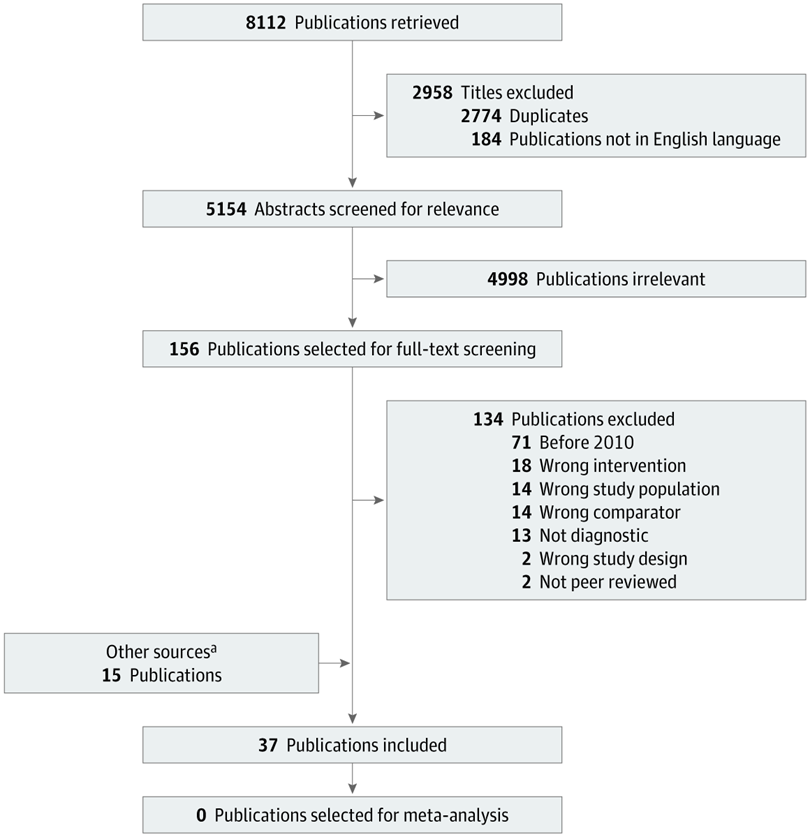 8112 Publications retrieved
2958 Titles excluded
2774 Duplicates
184 Publications not in English language
5154 Abstracts screened for relevance
4998 Publications irrelevant
156 Publications selected for full-text screening
134 Publications excluded
71 Before 2010
18 Wrong intervention
14 Wrong study population
14 Wrong comparator
13 Not diagnostic
2 Wrong study design
2 Not peer reviewed
Other sourcesᵃ
15 Publications
37 Publications included
0 Publications selected for meta-analysis